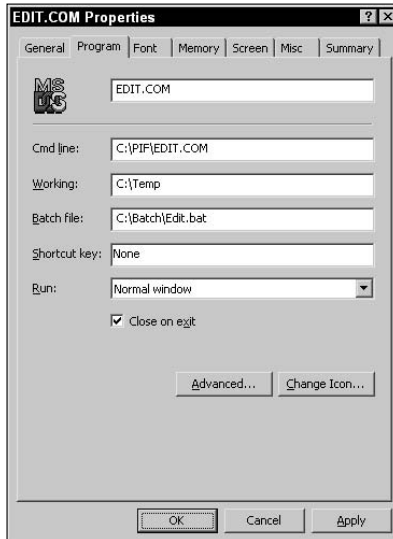 EDIT.COM Properties
General Program Font Memory Screen Misc Summary
MS DOS
EDIT.COM
Cmd line: C:\PIF\EDIT.COM
Working: C:\Temp
Batch file: C:\Batch\Edit.bat
Shortcut key: None
Run: Normal window
Close on exit
Advanced... Change Icon...
OK Cancel Apply